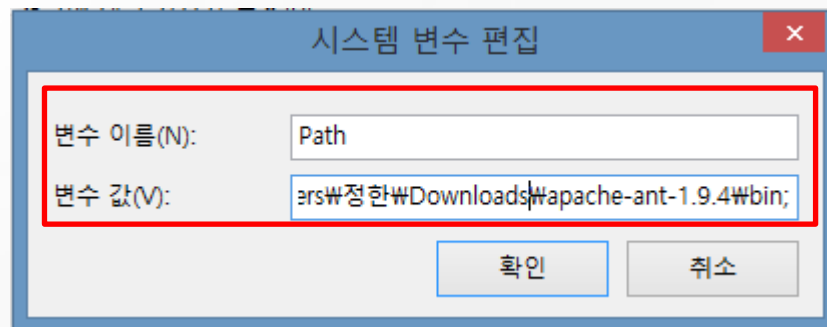 시스템 변수 편집
변수 이름(N):
Path
변수 값(V):
ers₩정한₩Downloads₩apache-ant-1.9.4₩bin;
확인
취소